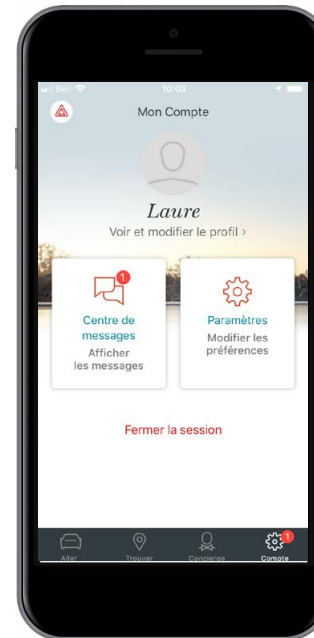 Bell
10:03
Mon Compte
Laure
Voir et modifier le profil ›
1
Centre de
messages
Afficher
les messages
Paramètres
Modifier les
préférences
Fermer la session
1
Aller
Trouver
Concierge
Compte